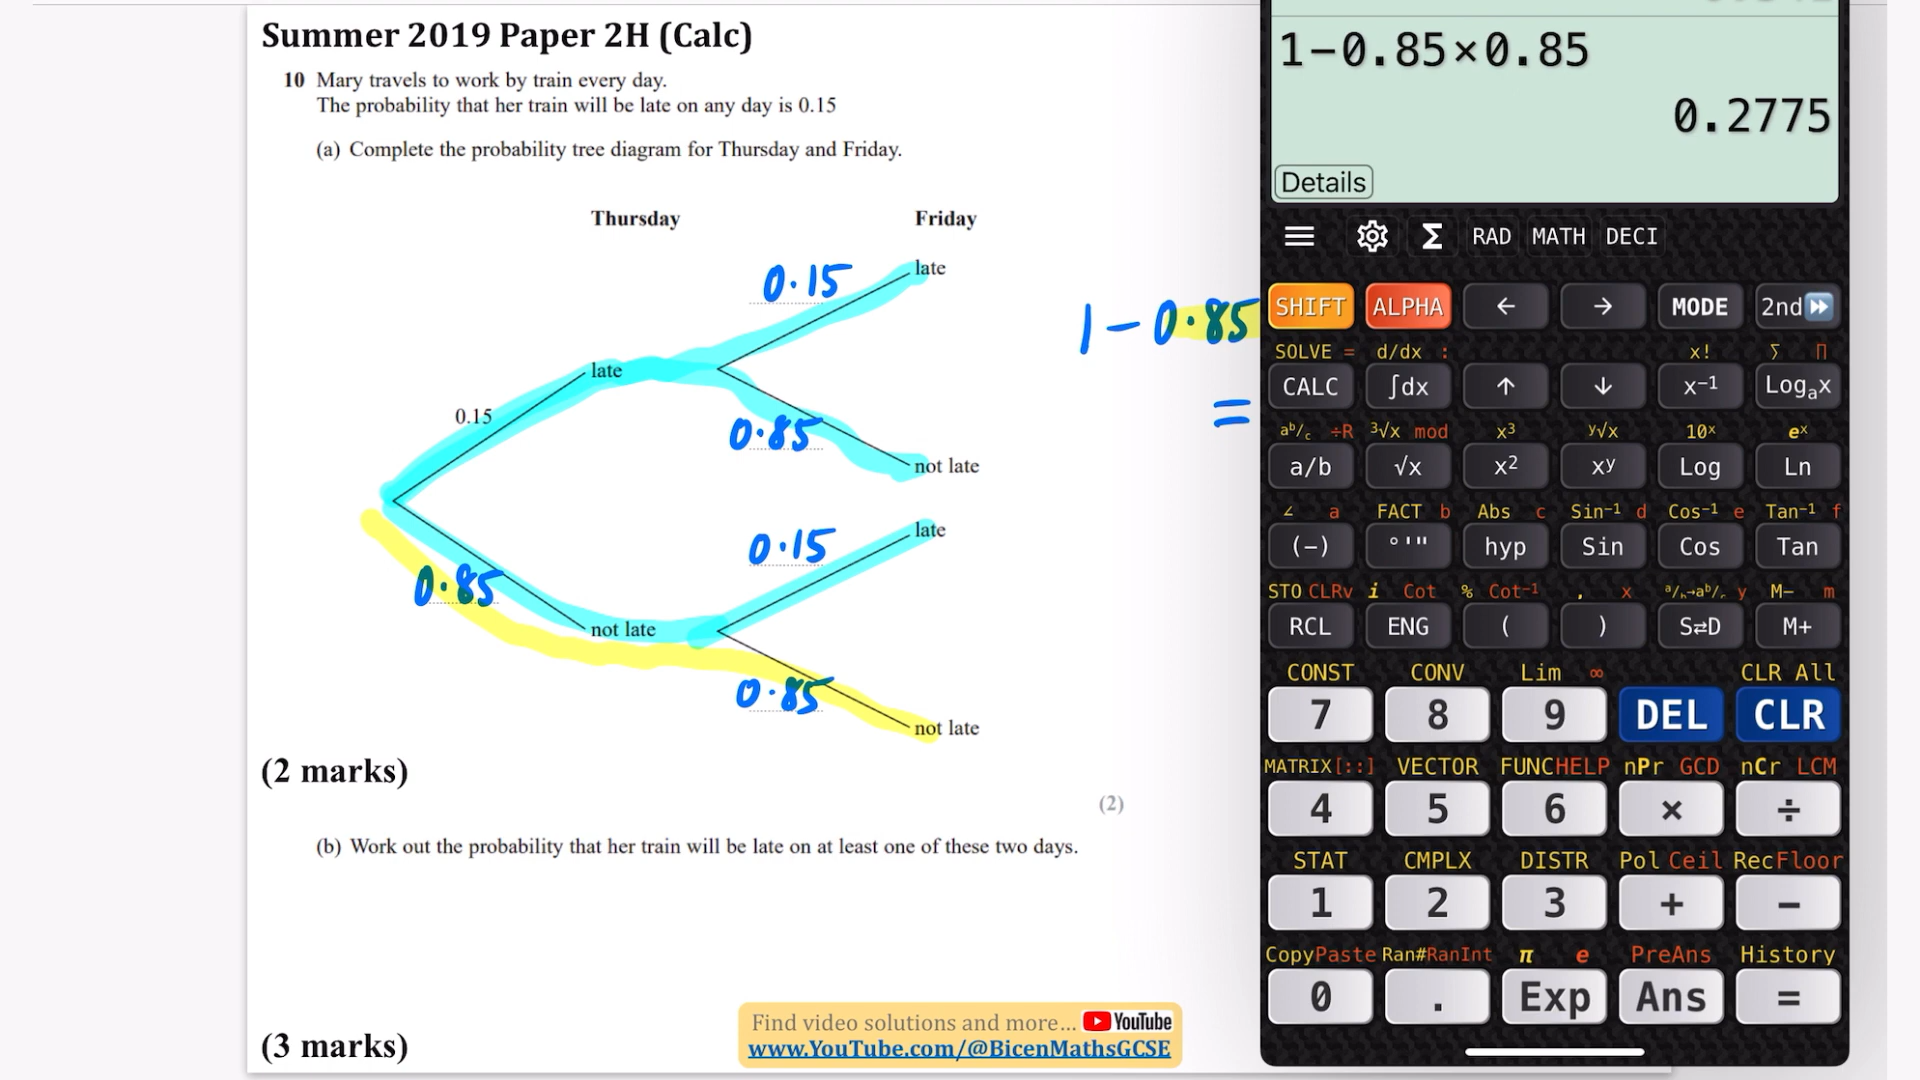 Summer 2019 Paper 2H (Calc)
10 Mary travels to work by train every day.
The probability that her train will be late on any day is 0.15
(a) Complete the probability tree diagram for Thursday and Friday.
Thursday Friday
0.15 late
late
0.15
0.85
not late
0.15 late
0.85
not late
0.85
not late
(2 marks)
(2)
(b) Work out the probability that her train will be late on at least one of these two days.
(3 marks)
Find video solutions and more... YouTube
www.YouTube.com/@BicenMathsGCSE
1 - 0.85
=
1-0.85×0.85
0.2775
Details
RAD MATH DECI
SHIFT ALPHA ← → MODE 2nd
SOLVE = d/dx : x! ∑ ∏
CALC ∫dx ↑ ↓ x⁻¹ Logₐx
aᵇ/c ÷R ³√x mod x³ ʸ√x 10ˣ eˣ
a/b √x x² xʸ Log Ln
∠ a FACT b Abs c Sin⁻¹ d Cos⁻¹ e Tan⁻¹ f
(−) °'" hyp Sin Cos Tan
STO CLRv i Cot % Cot⁻¹ , x y M− m
RCL ENG ( ) S⇄D M+
CONST CONV Lim ∞ CLR All
7 8 9 DEL CLR
MATRIX[::] VECTOR FUNC HELP nPr GCD nCr LCM
4 5 6 × ÷
STAT CMPLX DISTR Pol Ceil Rec Floor
1 2 3 + −
Copy Paste Ran# RanInt π e PreAns History
0 . Exp Ans =